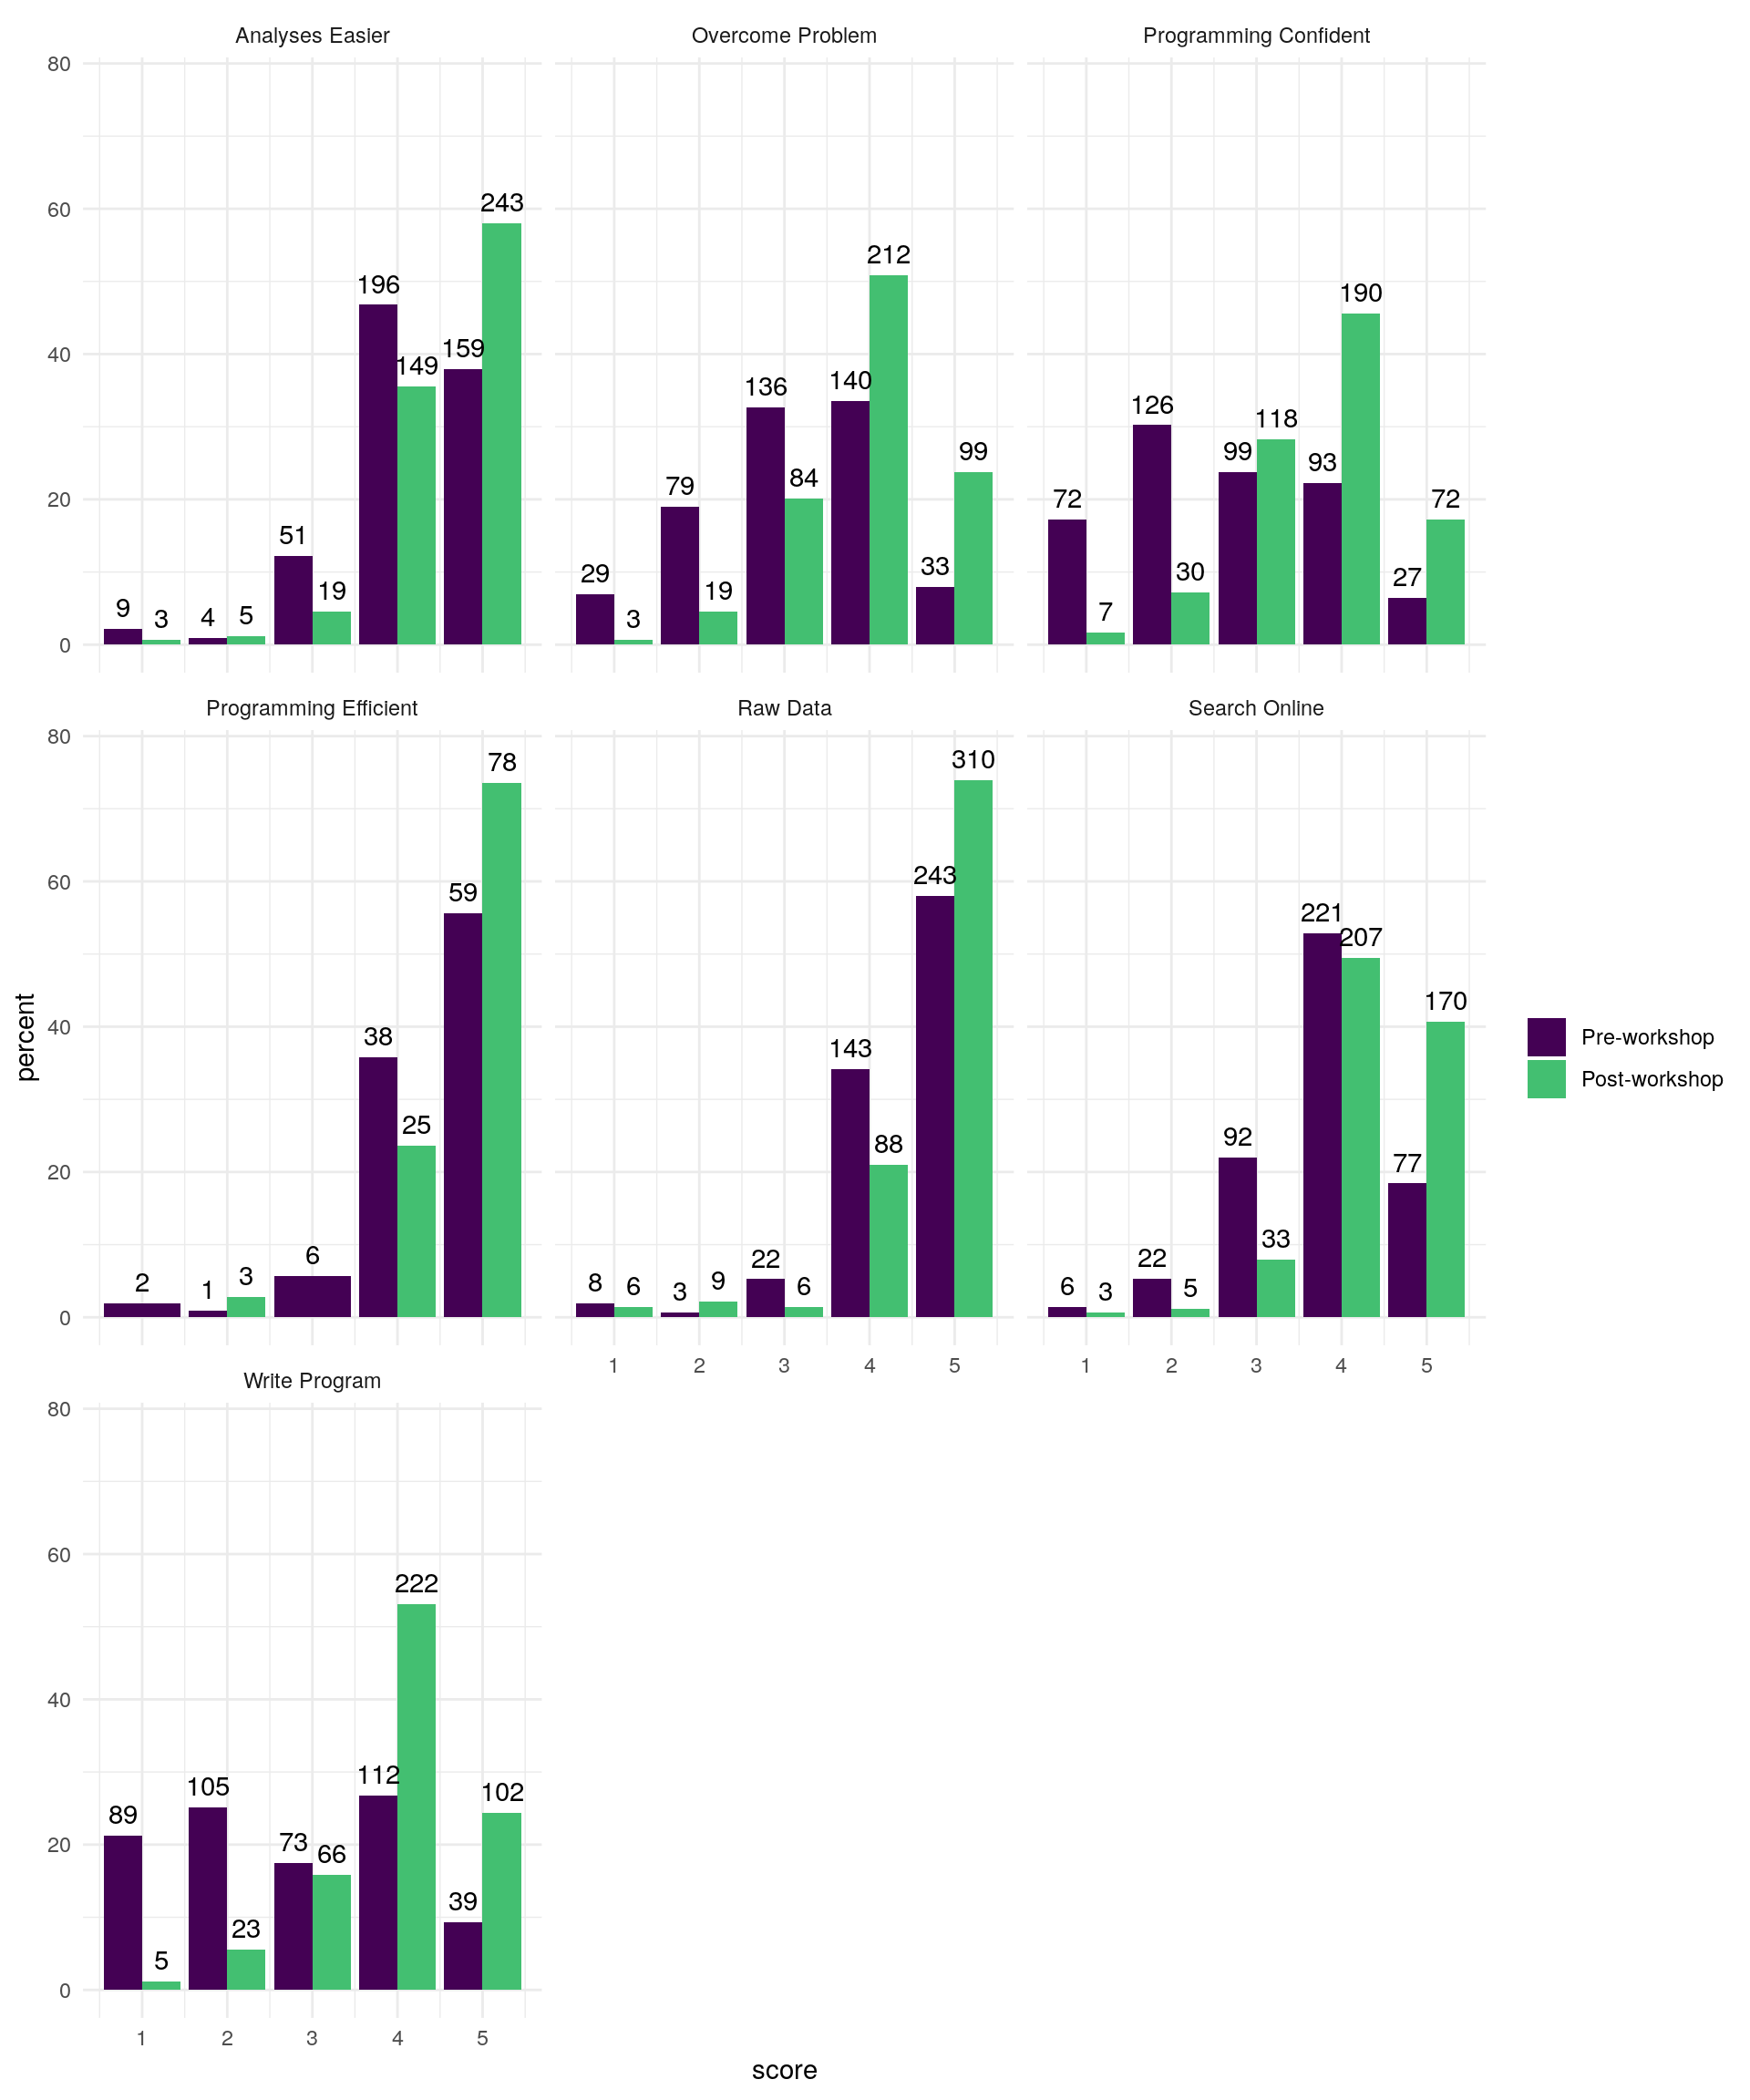 Analyses Easier Overcome Problem Programming Confident
80
60
40
20
0
9 3 4 5 51 19 196 149 159 243
29 3 79 19 136 84 140 212 33 99
72 7 126 30 99 118 93 190 27 72
Programming Efficient Raw Data Search Online
80
60
40
20
0
2 1 3 6 38 25 59 78
8 6 3 9 22 6 143 88 243 310
6 3 22 5 92 33 221 207 77 170
1 2 3 4 5
1 2 3 4 5
Write Program
80
60
40
20
0
89 5 105 23 73 66 112 222 39 102
1 2 3 4 5
score
percent
Pre-workshop
Post-workshop